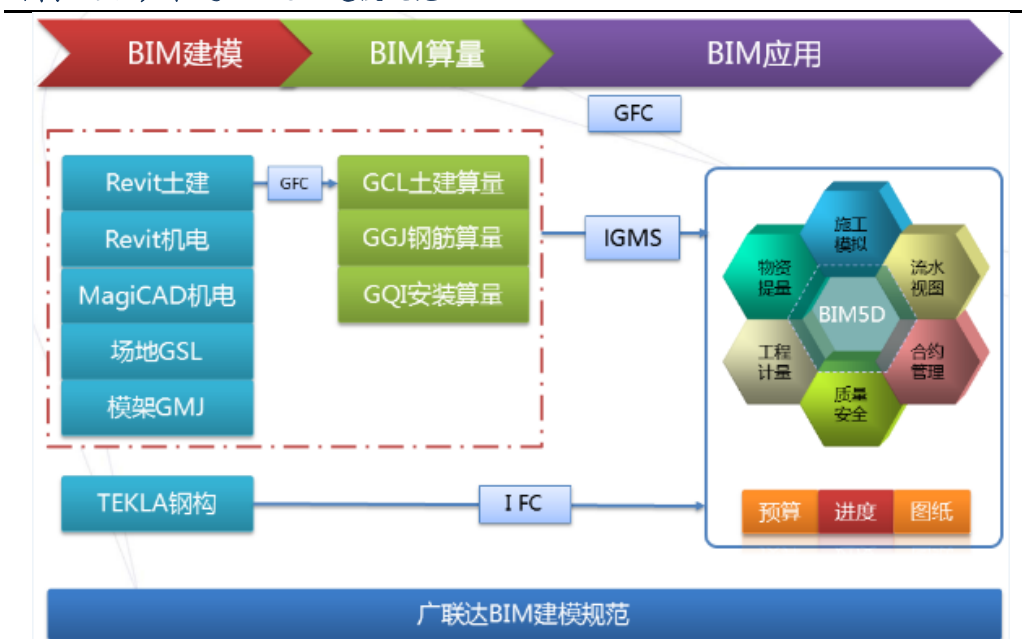 BIM建模
BIM算量
BIM应用
GFC
Revit土建
GFC
GCL土建算量
Revit机电
GGJ钢筋算量
IGMS
MagiCAD机电
GQI安装算量
场地GSL
模架GMJ
施工
模拟
物资
提量
流水
视图
BIM5D
工程
计量
合约
管理
质量
安全
TEKLA钢构
I FC
预算
进度
图纸
广联达BIM建模规范